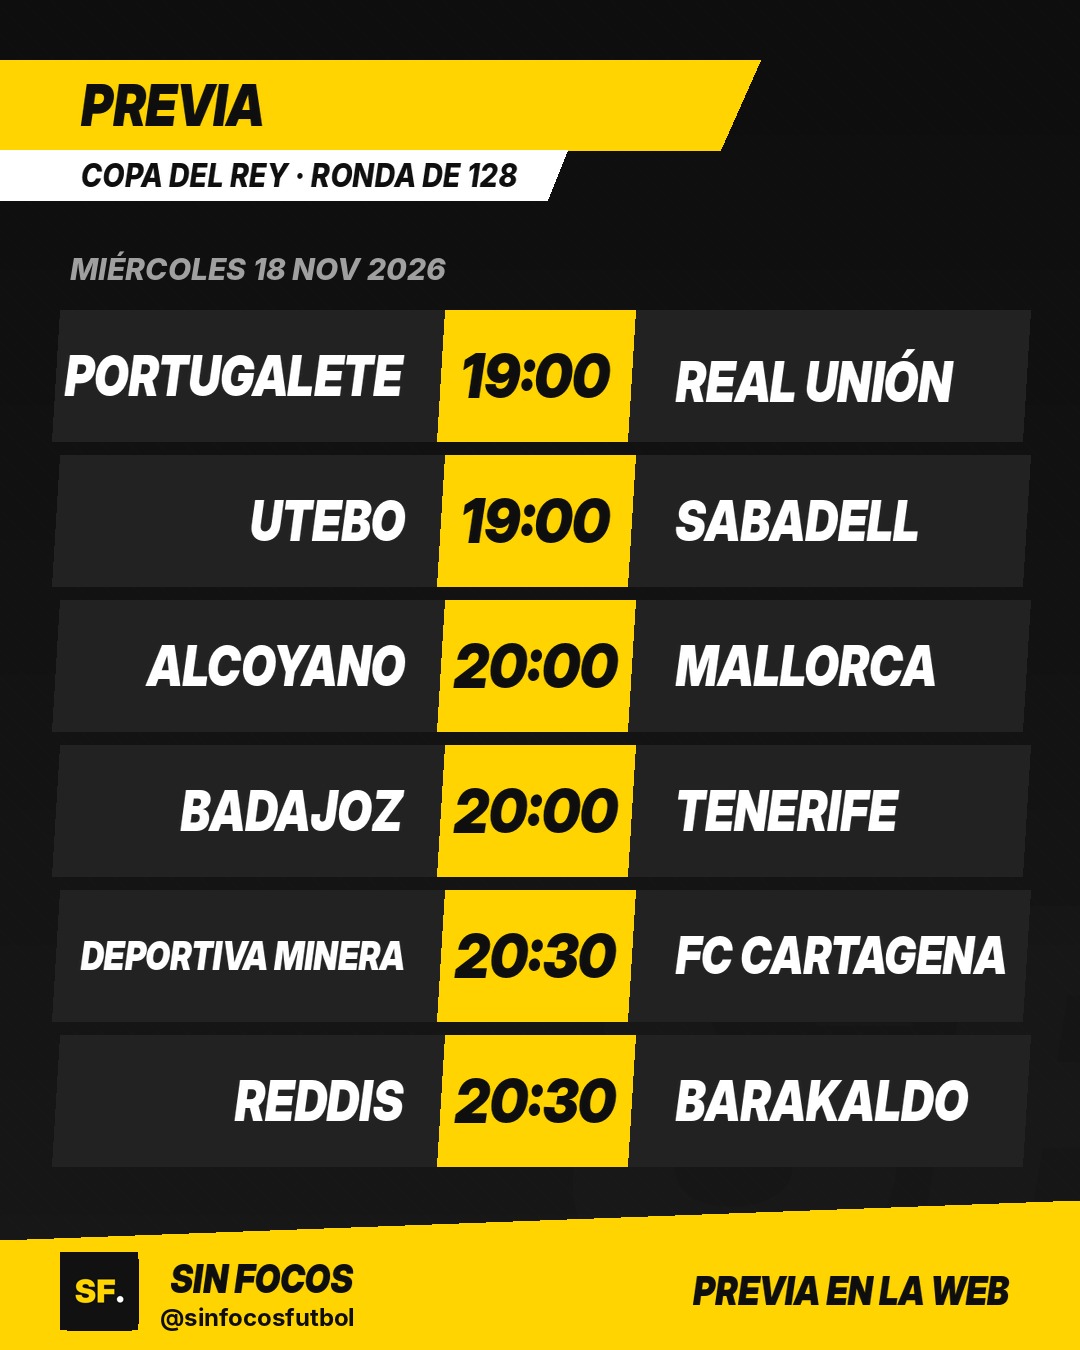 PREVIA
COPA DEL REY · RONDA DE 128
MIÉRCOLES 18 NOV 2026
PORTUGALETE 19:00 REAL UNIÓN
UTEBO 19:00 SABADELL
ALCOYANO 20:00 MALLORCA
BADAJOZ 20:00 TENERIFE
DEPORTIVA MINERA 20:30 FC CARTAGENA
REDDIS 20:30 BARAKALDO
SF.
SIN FOCOS
@sinfocosfutbol
PREVIA EN LA WEB